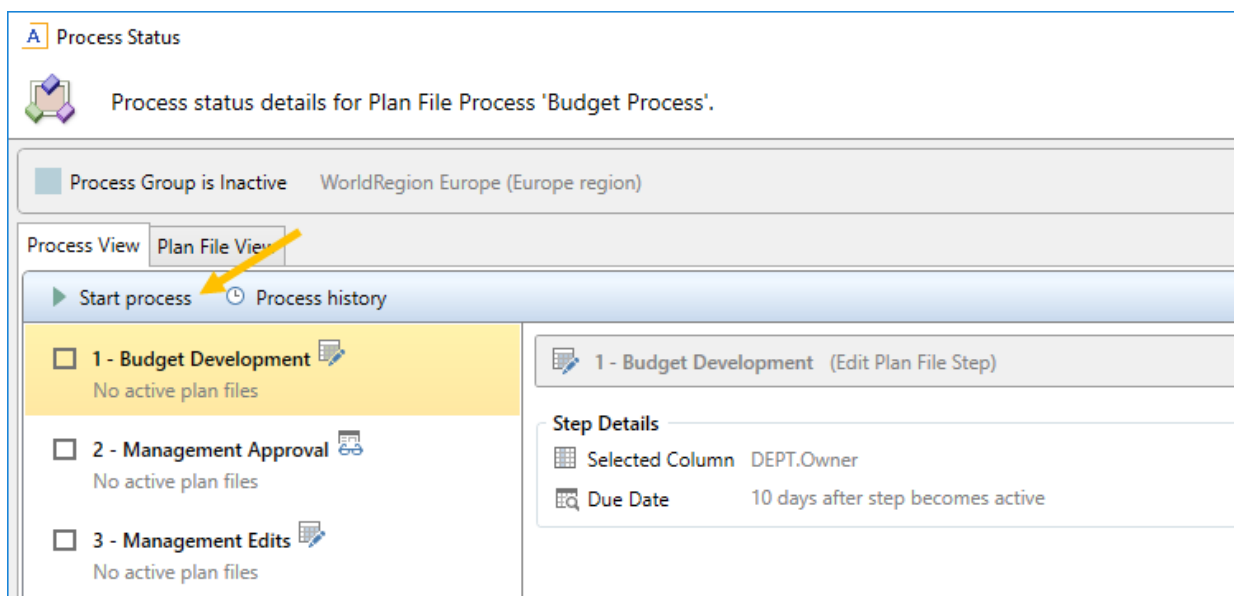 A Process Status
Process status details for Plan File Process 'Budget Process'.
Process Group is Inactive WorldRegion Europe (Europe region)
Process View Plan File View
Start process Process history
1 - Budget Development
No active plan files
2 - Management Approval
No active plan files
3 - Management Edits
No active plan files
1 - Budget Development (Edit Plan File Step)
Step Details
Selected Column DEPT.Owner
Due Date 10 days after step becomes active